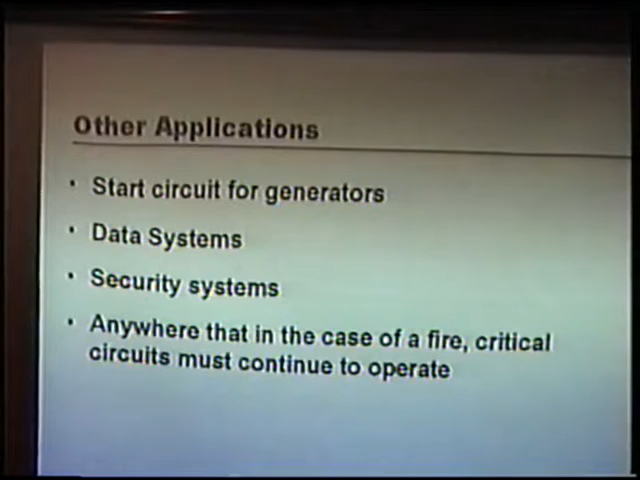 Other Applications
· Start circuit for generators
· Data Systems
· Security systems
· Anywhere that in the case of a fire, critical
circuits must continue to operate